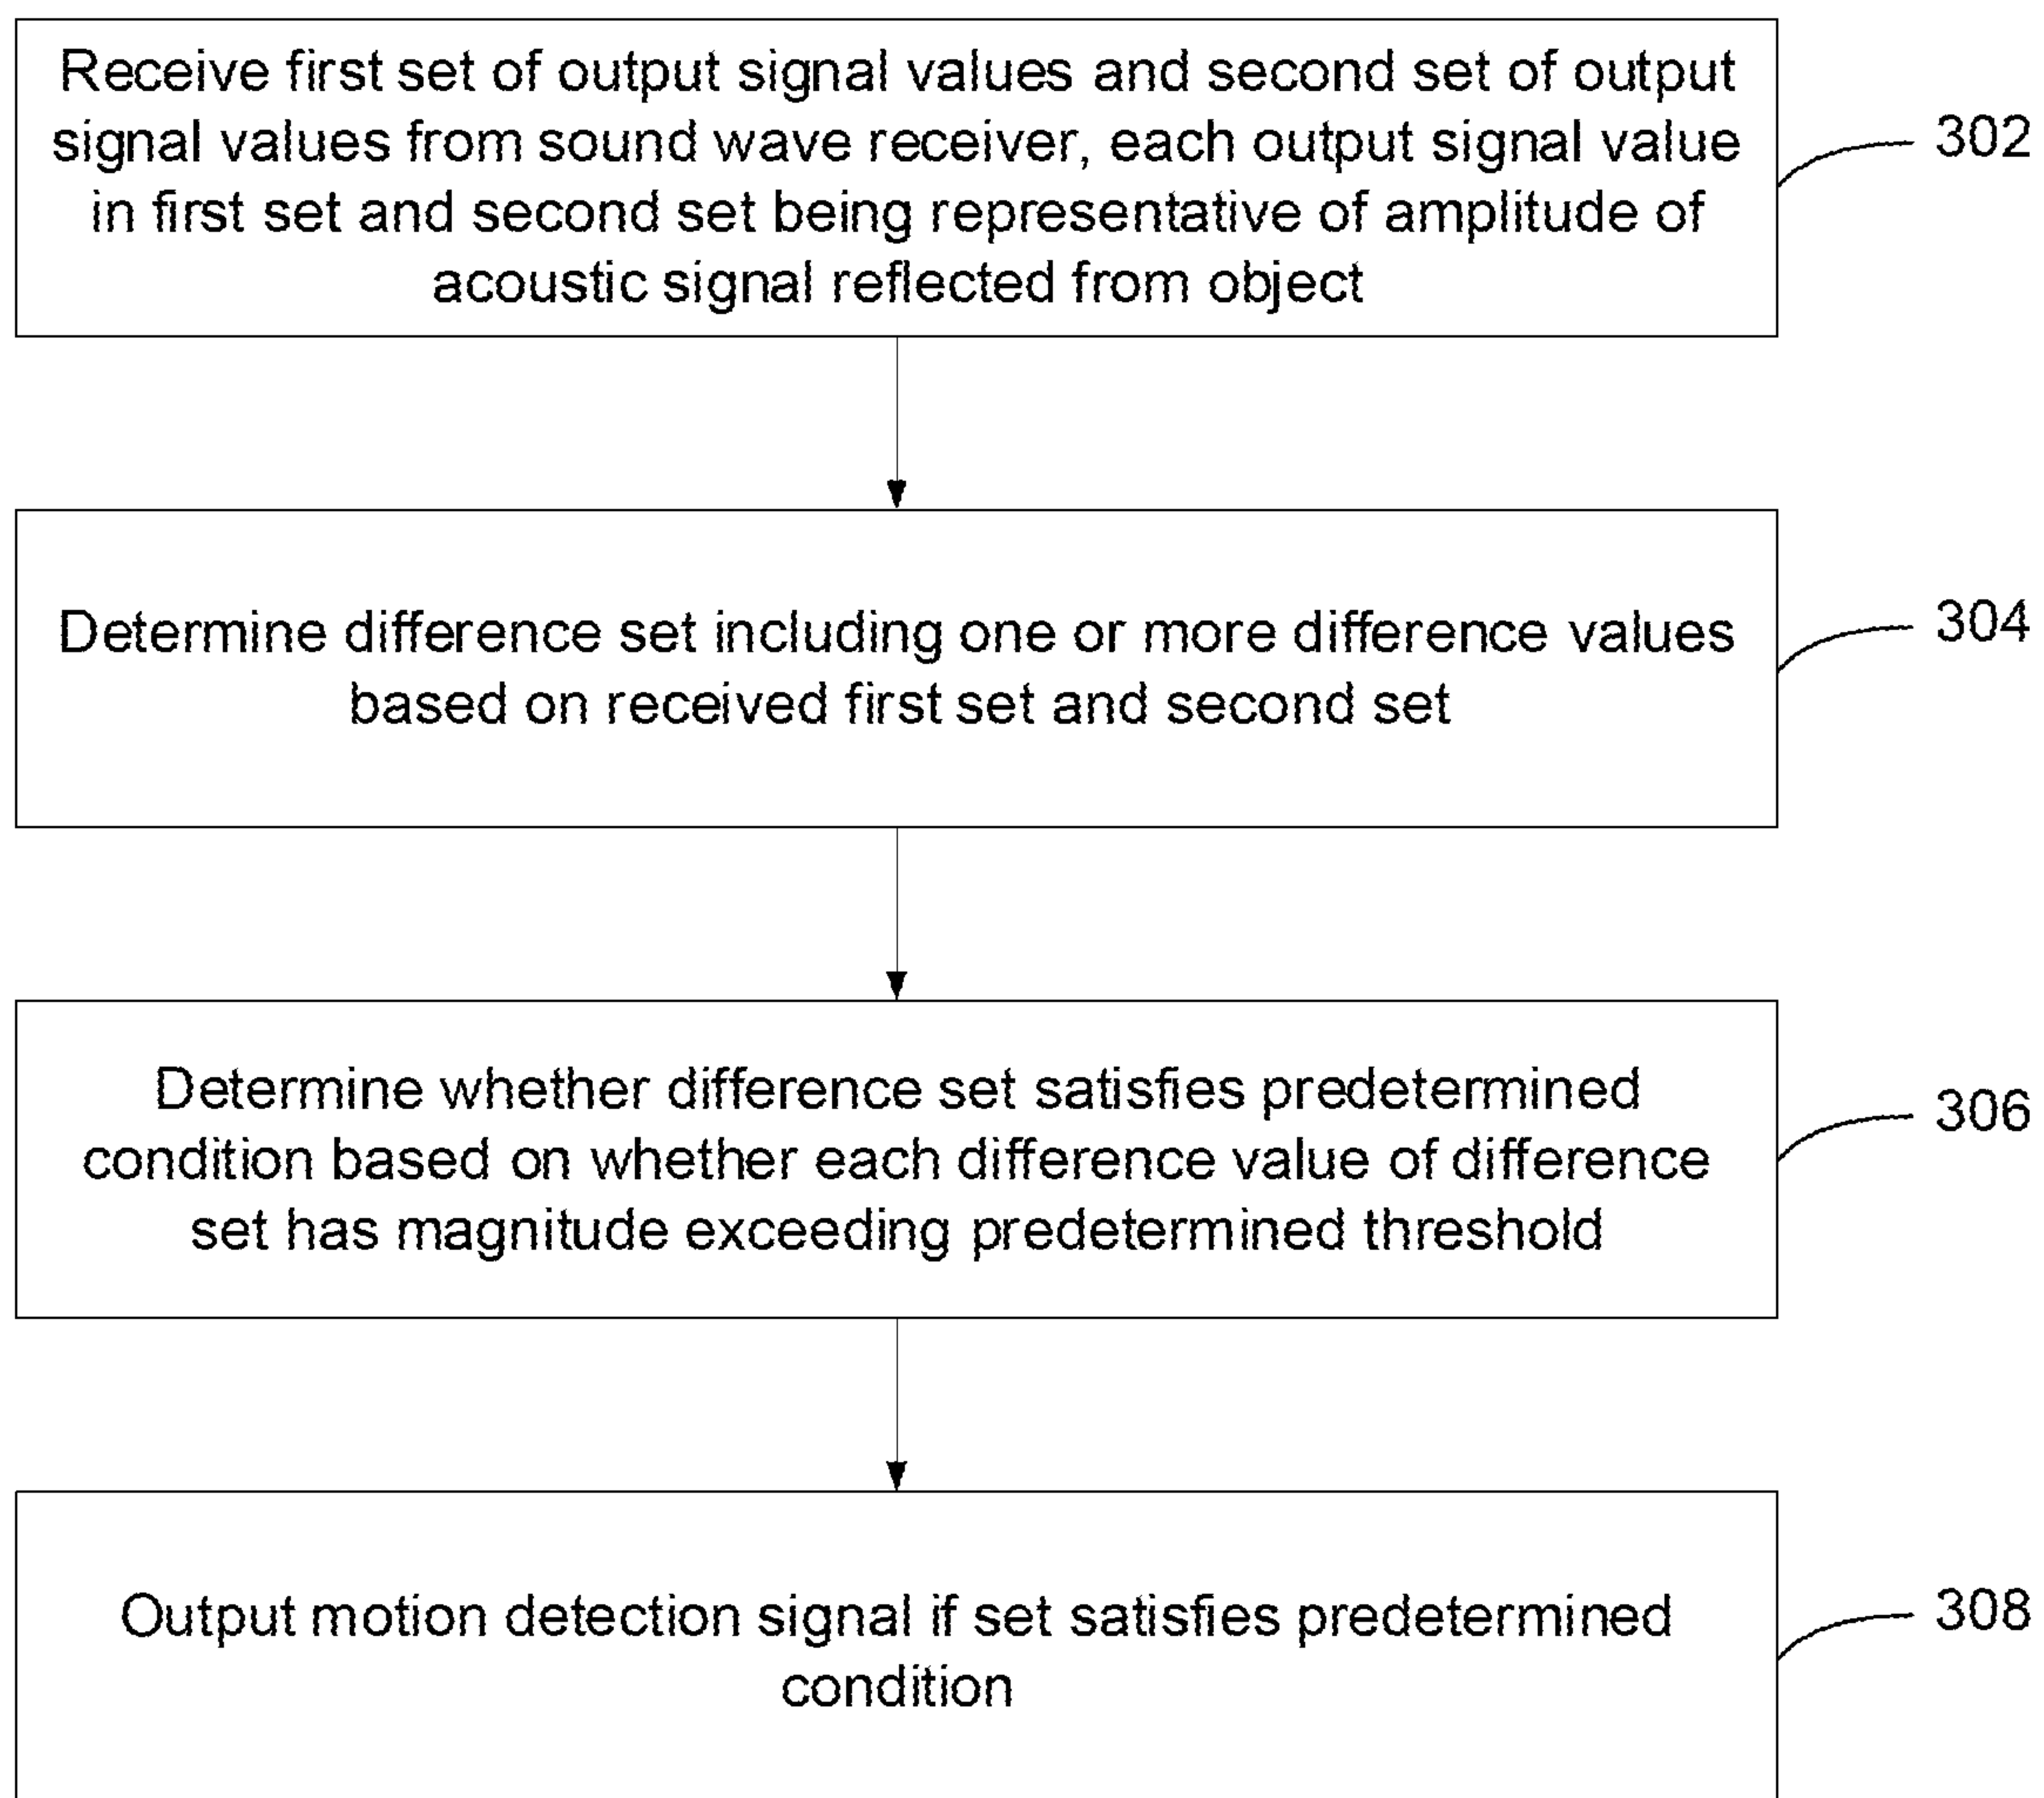 Receive first set of output signal values and second set of output
signal values from sound wave receiver, each output signal value
in first set and second set being representative of amplitude of
acoustic signal reflected from object
302
Determine difference set including one or more difference values
based on received first set and second set
304
Determine whether difference set satisfies predetermined
condition based on whether each difference value of difference
set has magnitude exceeding predetermined threshold
306
Output motion detection signal if set satisfies predetermined
condition
308